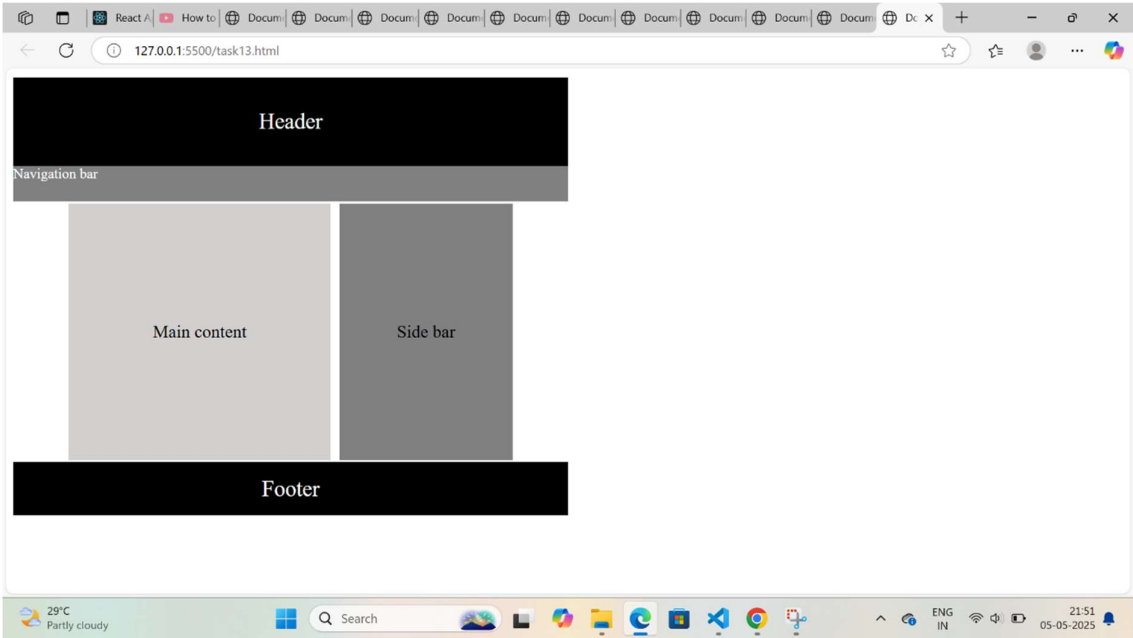 React A
How to
Docum
Docum
Docum
Docum
Docum
Docum
Docum
Docum
Docum
Docum
Dc
127.0.0.1:5500/task13.html
Header
Navigation bar
Main content
Side bar
Footer
29°C
Partly cloudy
Search
ENG
IN
21:51
05-05-2025